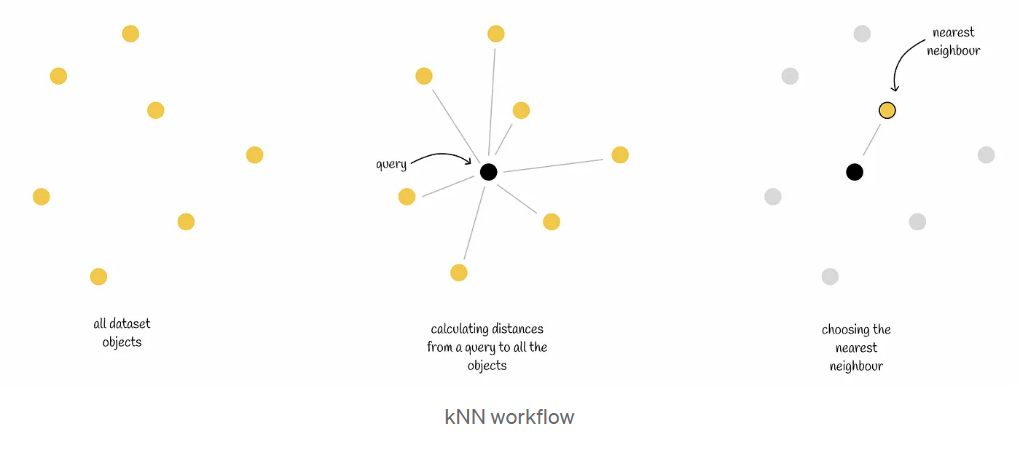 all dataset
objects
query
calculating distances
from a query to all the
objects
nearest
neighbour
choosing the
nearest
neighbour
kNN workflow